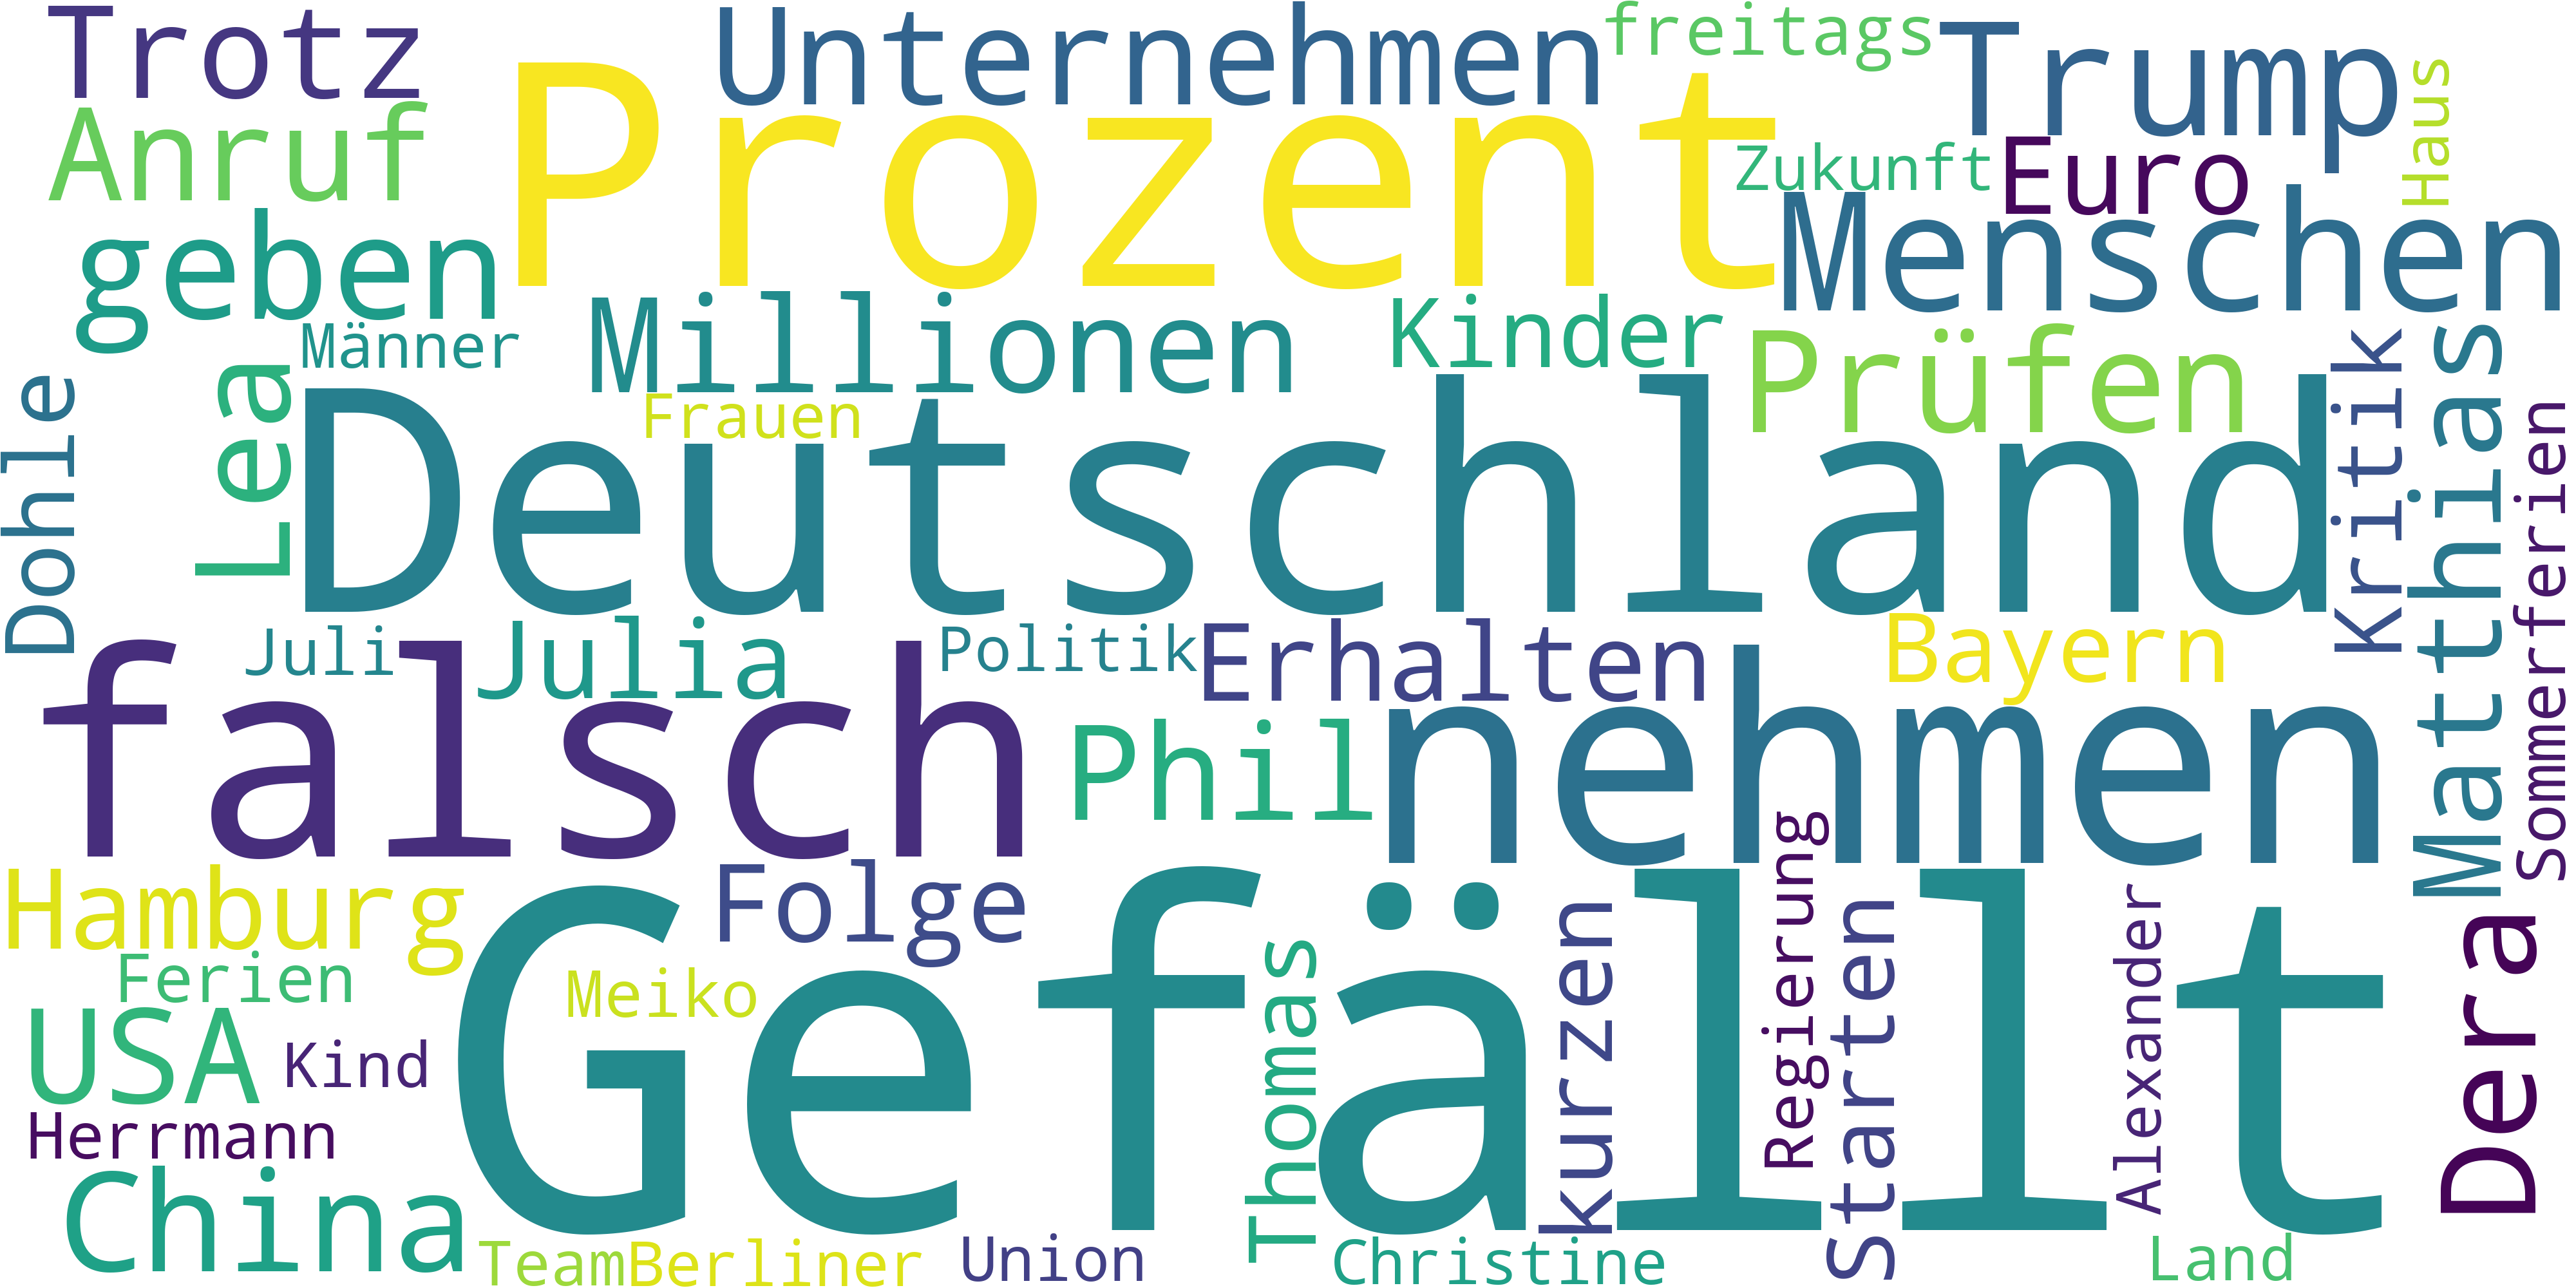 Trotz
Unternehmen
freitags
Trump
Haus
Anruf
Prozent
Zukunft
Euro
geben
Menschen
Männer
Millionen
Kinder
Prüfen
Kritik
Matthias
Dohle
Lea
Frauen
Deutschland
Sommerferien
Juli
Julia
Politik
Erhalten
Bayern
falsch
Phil
nehmen
Hamburg
Folge
Ferien
Meiko
Gefällt
Thomas
kurzen
Regierung
Starten
Alexander
Dera
USA
Kind
Herrmann
China
Team
Berliner
Union
Christine
Land